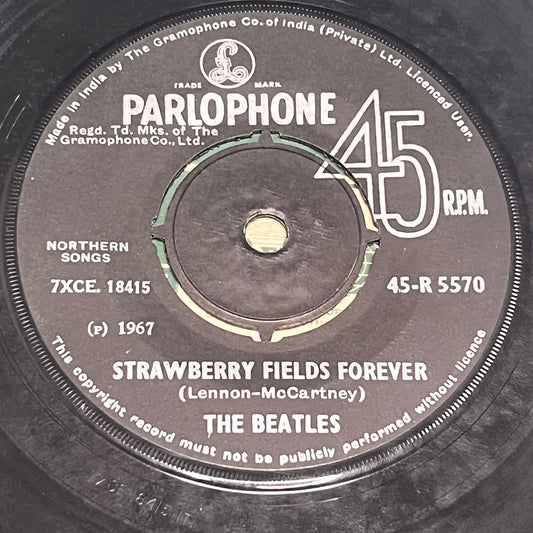 Made in India by The Gramophone Co. of India (Private) Ltd. Licenced User.
£
TRADE MARK
PARLOPHONE
Regd. Td. Mks. of The
Gramophone Co., Ltd.
45
R.P.M.
NORTHERN
SONGS
7XCE. 18415
45-R 5570
(P) 1967
STRAWBERRY FIELDS FOREVER
(Lennon-McCartney)
THE BEATLES
This copyright record must not be publicly performed without licence